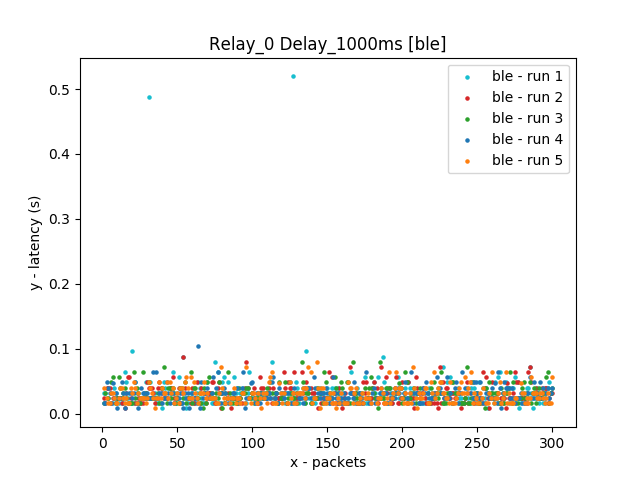 Relay_0 Delay_1000ms [ble]
ble - run 1
ble - run 2
ble - run 3
ble - run 4
ble - run 5
0.5
0.4
0.3
0.2
0.1
0.0
y - latency (s)
0 50 100 150 200 250 300
x - packets